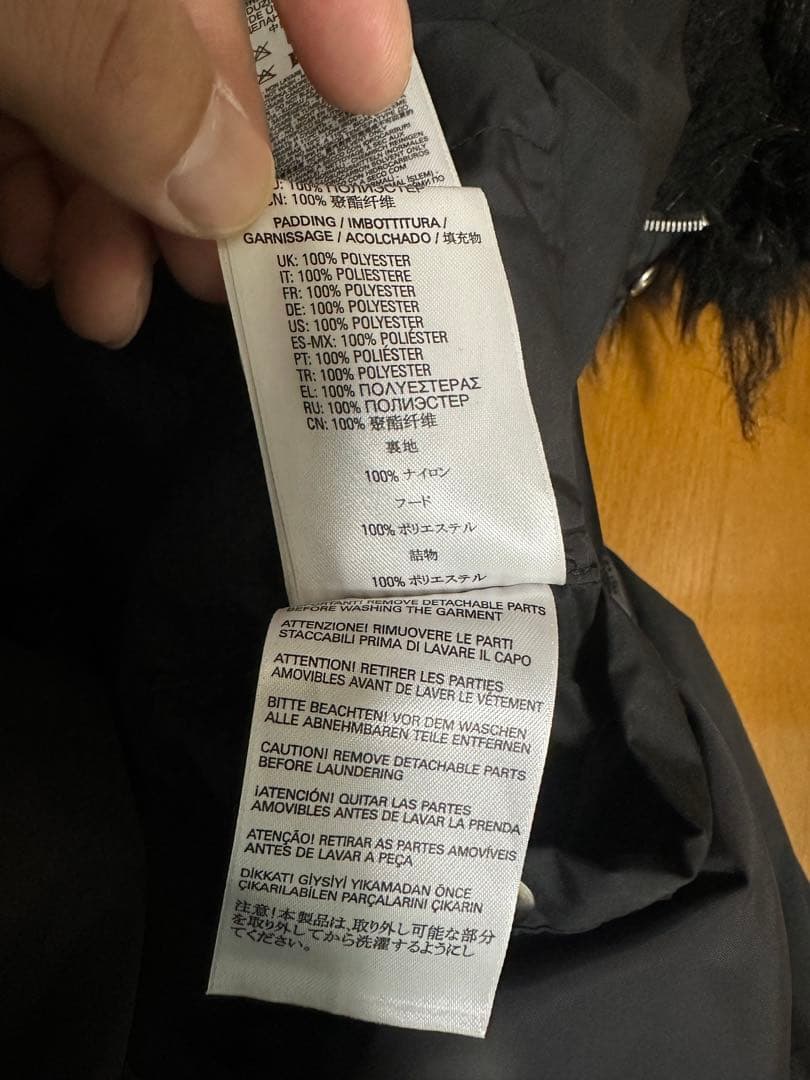 100% ПОЛИЭСТЕР
CN: 100% 聚酯纤维
PADDING / IMBOTTITURA /
GARNISSAGE / ACOLCHADO / 填充物
UK: 100% POLYESTER
IT: 100% POLIESTERE
FR: 100% POLYESTER
DE: 100% POLYESTER
US: 100% POLYESTER
ES-MX: 100% POLIÉSTER
PT: 100% POLIÉSTER
TR: 100% POLYESTER
EL: 100% ΠΟΛΥΕΣΤΕΡΑΣ
RU: 100% ПОЛИЭСТЕР
CN: 100% 聚酯纤维
裏地
100% ナイロン
フード
100% ポリエステル
詰物
100% ポリエステル
REMOVE DETACHABLE PARTS
BEFORE WASHING THE GARMENT
ATTENZIONE! RIMUOVERE LE PARTI
STACCABILI PRIMA DI LAVARE IL CAPO
ATTENTION! RETIRER LES PARTIES
AMOVIBLES AVANT DE LAVER LE VÊTEMENT
BITTE BEACHTEN! VOR DEM WASCHEN
ALLE ABNEHMBAREN TEILE ENTFERNEN
CAUTION! REMOVE DETACHABLE PARTS
BEFORE LAUNDERING
¡ATENCIÓN! QUITAR LAS PARTES
AMOVIBLES ANTES DE LAVAR LA PRENDA
ATENÇÃO! RETIRAR AS PARTES AMOVÍVEIS
ANTES DE LAVAR A PEÇA
DİKKAT! GİYSİYİ YIKAMADAN ÖNCE
ÇIKARILABİLEN PARÇALARINI ÇIKARIN
注意!本製品は、取り外し可能な部分
を取り外してから洗濯するようにし
てください。